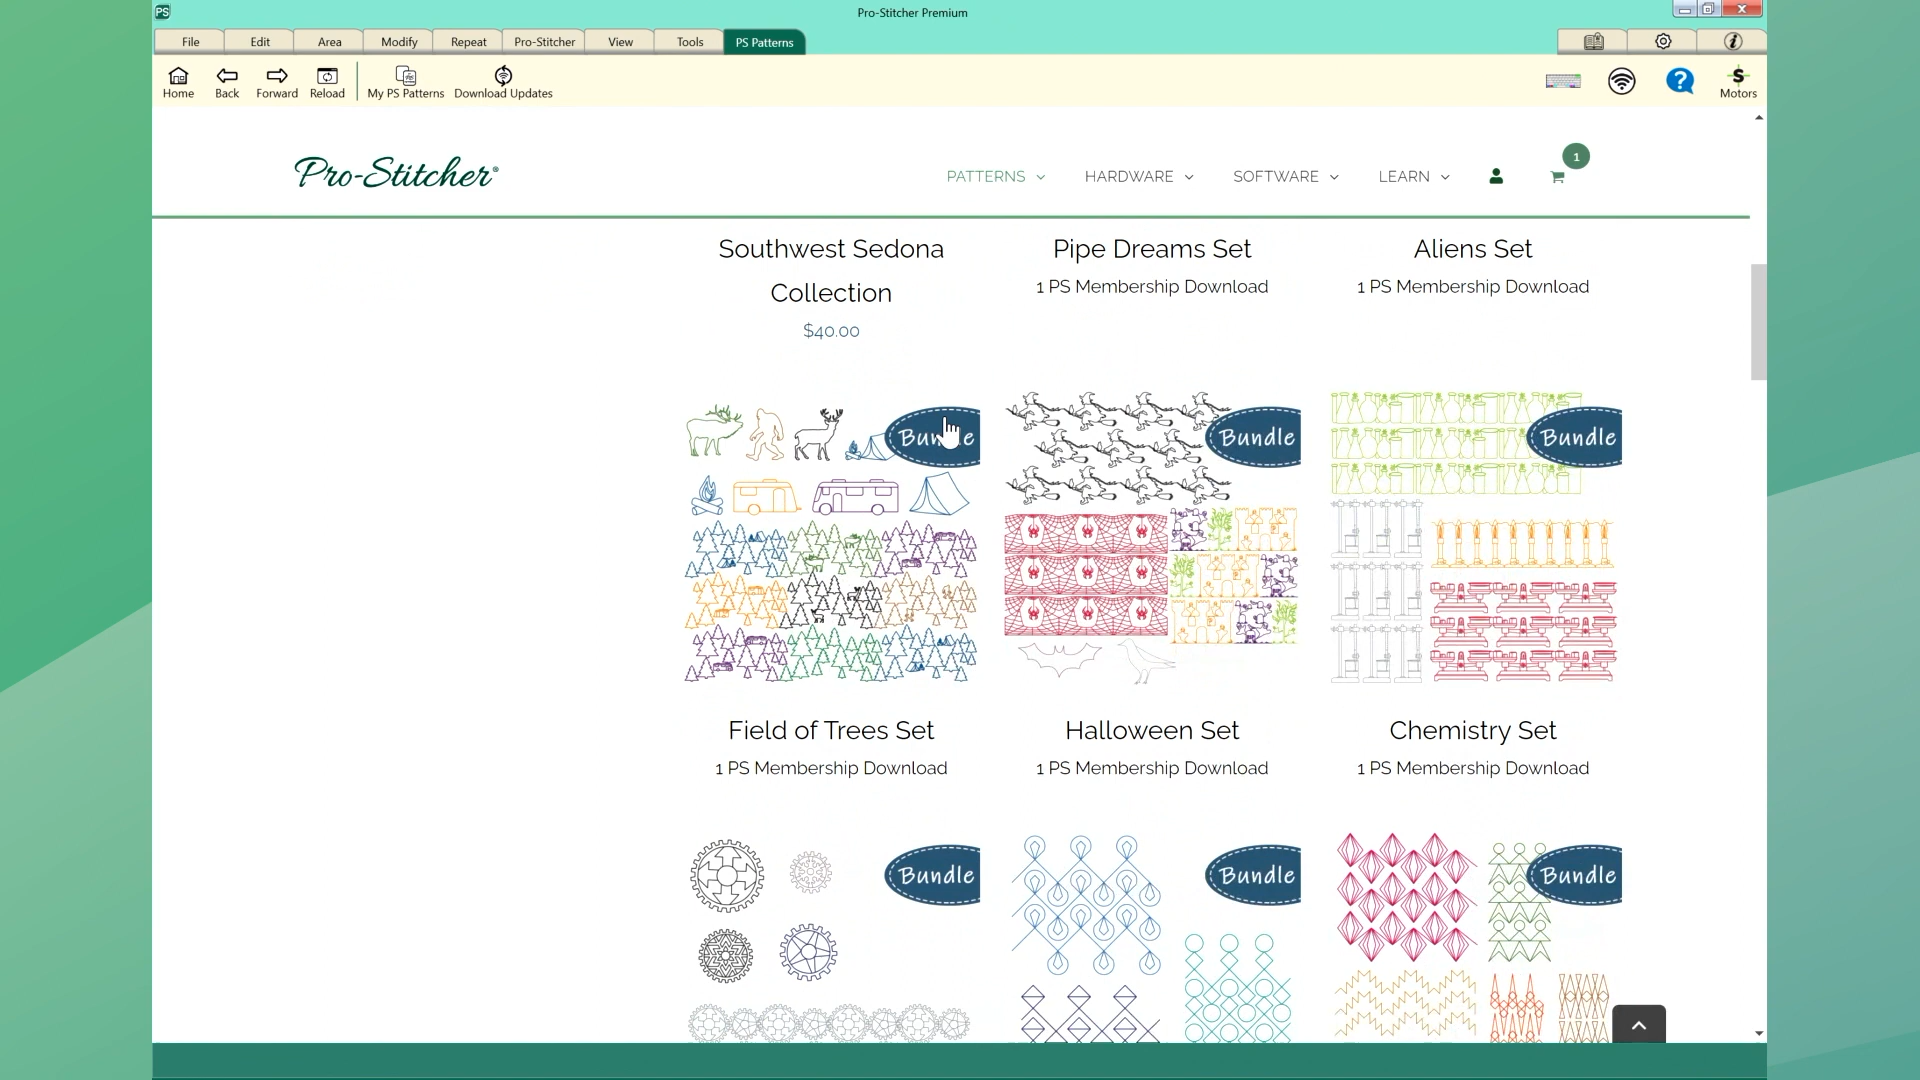 PS
Pro-Stitcher Premium
File Edit Area Modify Repeat Pro-Stitcher View Tools PS Patterns
Home Back Forward Reload My PS Patterns Download Updates
? S Motors
Pro-Stitcher®
PATTERNS HARDWARE SOFTWARE LEARN 1
Southwest Sedona Collection
$40.00
Pipe Dreams Set
1 PS Membership Download
Aliens Set
1 PS Membership Download
Bundle
Bundle
Bundle
Field of Trees Set
1 PS Membership Download
Halloween Set
1 PS Membership Download
Chemistry Set
1 PS Membership Download
Bundle
Bundle
Bundle